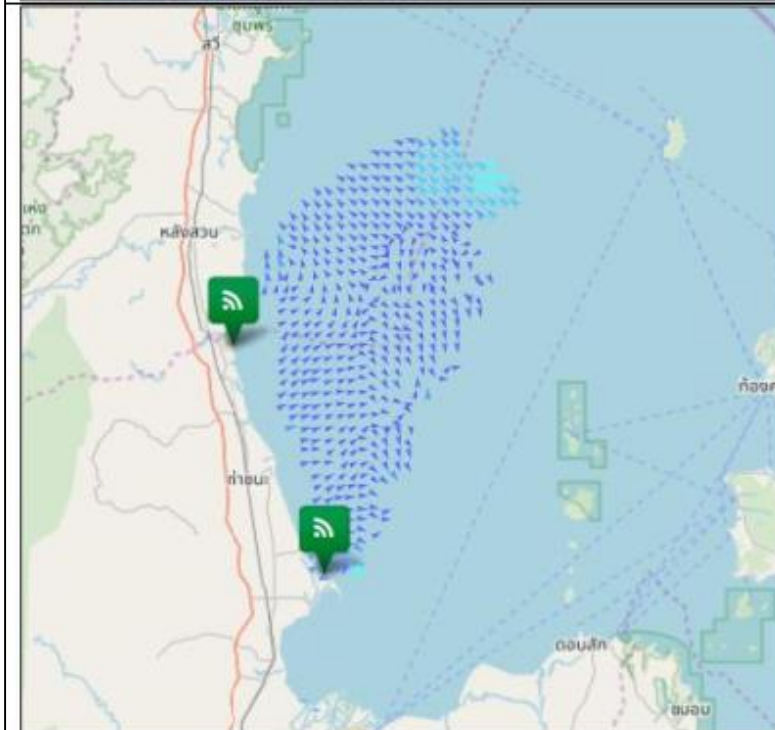 ชุมพร
สวี
หลังสวน
ท่าชนะ
ดอนสัก
ขนอม